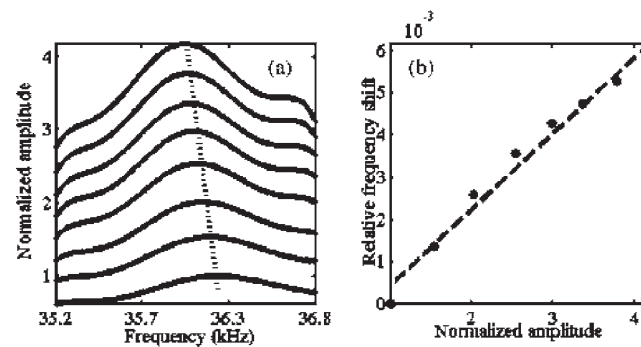 (a)
Normalized amplitude
4
3
2
1
35.2 35.7 36.3 36.8
Frequency (kHz)
10⁻³
(b)
Relative frequency shift
6
5
4
3
2
1
0
2 3 4
Normalized amplitude